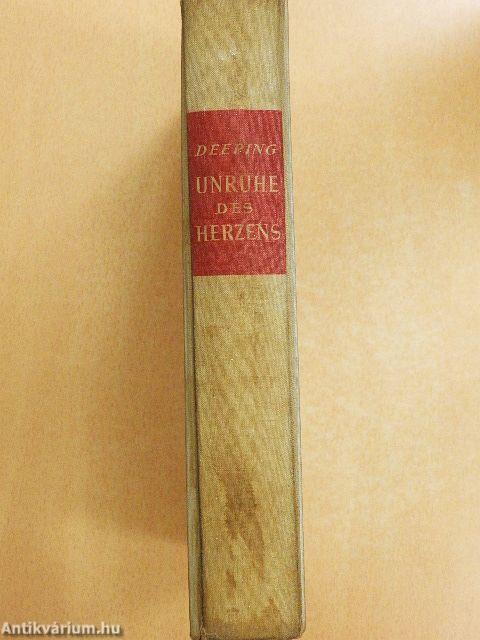 DEEPING
UNRUHE
DES
HERZENS
Antikvárium.hu